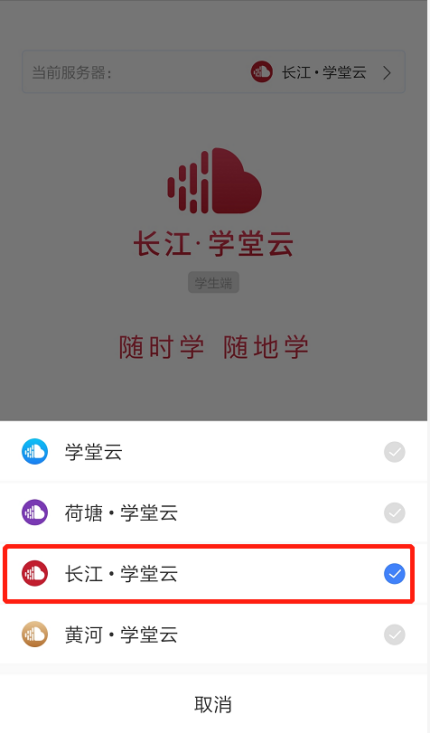 当前服务器： 长江·学堂云
长江·学堂云
学生端
随时学 随地学
学堂云
荷塘·学堂云
长江·学堂云
黄河·学堂云
取消